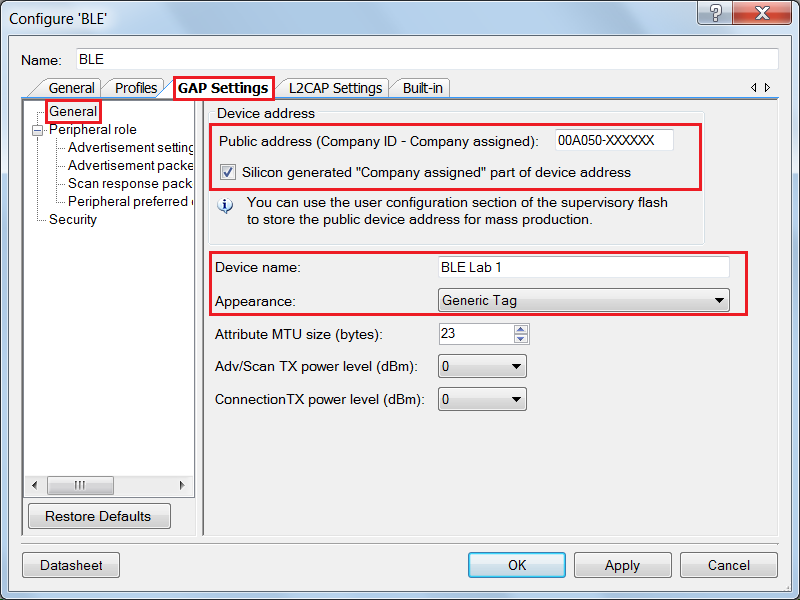 Configure 'BLE'
Name: BLE
General Profiles GAP Settings L2CAP Settings Built-in
General
Peripheral role
Advertisement setting
Advertisement packe
Scan response pack
Peripheral preferred
Security
Restore Defaults
Device address
Public address (Company ID - Company assigned): 00A050-XXXXXX
Silicon generated "Company assigned" part of device address
You can use the user configuration section of the supervisory flash
to store the public device address for mass production.
Device name: BLE Lab 1
Appearance: Generic Tag
Attribute MTU size (bytes): 23
Adv/Scan TX power level (dBm): 0
ConnectionTX power level (dBm): 0
Datasheet OK Apply Cancel